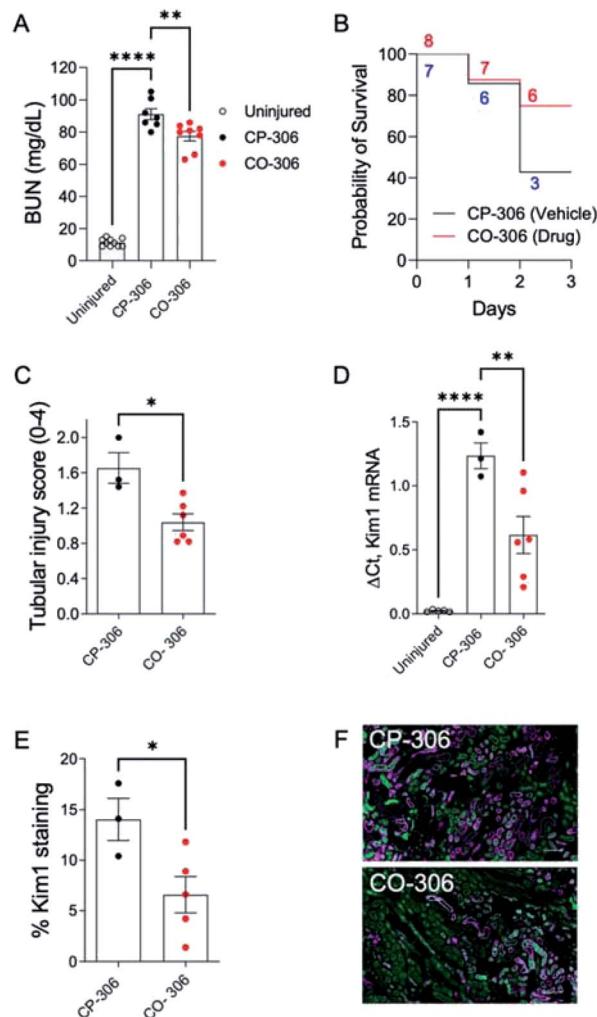 A
**
****
BUN (mg/dL)
120
100
80
60
40
20
0
Uninjured
CP-306
CO-306
Uninjured
CP-306
CO-306
B
Probability of Survival
100
80
60
40
20
0
8
7
7
6
6
3
CP-306 (Vehicle)
CO-306 (Drug)
0
1
2
3
Days
C
*
Tubular injury score (0-4)
2.0
1.6
1.2
0.8
0.4
0.0
CP-306
CO- 306
D
**
****
ΔCt, Kim1 mRNA
1.5
1.0
0.5
0.0
Uninjured
CP-306
CO- 306
E
*
% Kim1 staining
20
15
10
5
0
CP-306
CO- 306
F
CP-306
CO-306